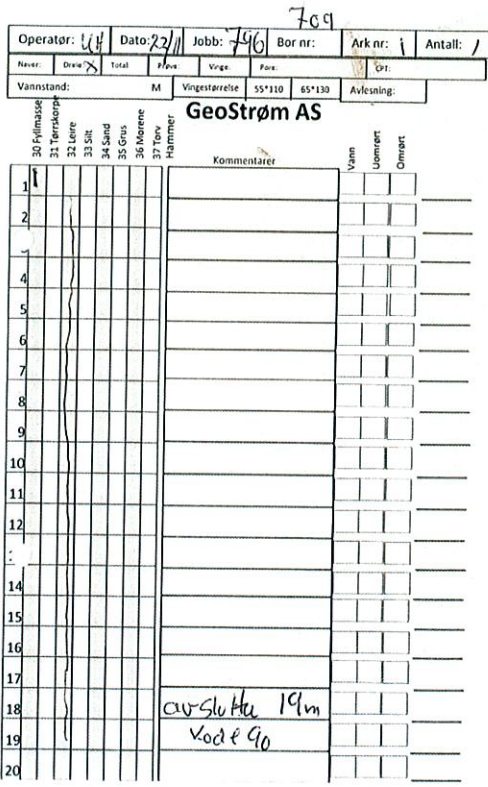 709
Operatør: Dato: 22/11 Jobb: 796 Bor nr: Ark nr: 1 Antall: 1
Never: Dreie: X Total Prøve: Vinge: Pore: CPT:
Vannstand: M Vingestørrelse 55*110 65*130 Avlesning:
GeoStrøm AS
30 Fyllmasse
31 Tørrskorpe
32 Leire
33 Silt
34 Sand
35 Grus
36 Morene
37 Torv
Hammer
Kommentarer
Vann
Uomrørt
Omrørt
1
2
4
5
6
7
8
9
10
11
12
14
15
16
17
18 avslutta 19m
19 Kode 90
20